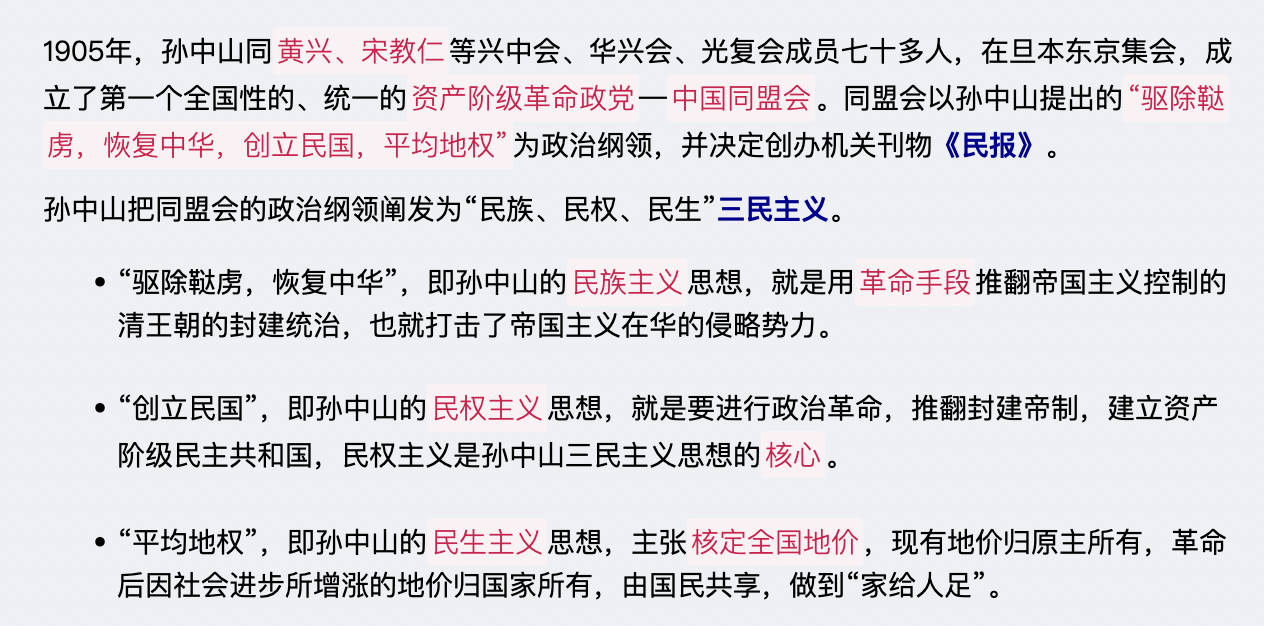 1905年，孙中山同黄兴、宋教仁等兴中会、华兴会、光复会成员七十多人，在旦本东京集会，成
立了第一个全国性的、统一的资产阶级革命政党—中国同盟会。同盟会以孙中山提出的“驱除鞑
虏，恢复中华，创立民国，平均地权”为政治纲领，并决定创办机关刊物《民报》。
孙中山把同盟会的政治纲领阐发为“民族、民权、民生”三民主义。
• “驱除鞑虏，恢复中华”，即孙中山的民族主义思想，就是用革命手段推翻帝国主义控制的
清王朝的封建统治，也就打击了帝国主义在华的侵略势力。
• “创立民国”，即孙中山的民权主义思想，就是要进行政治革命，推翻封建帝制，建立资产
阶级民主共和国，民权主义是孙中山三民主义思想的核心。
• “平均地权”，即孙中山的民生主义思想，主张核定全国地价，现有地价归原主所有，革命
后因社会进步所增涨的地价归国家所有，由国民共享，做到“家给人足”。